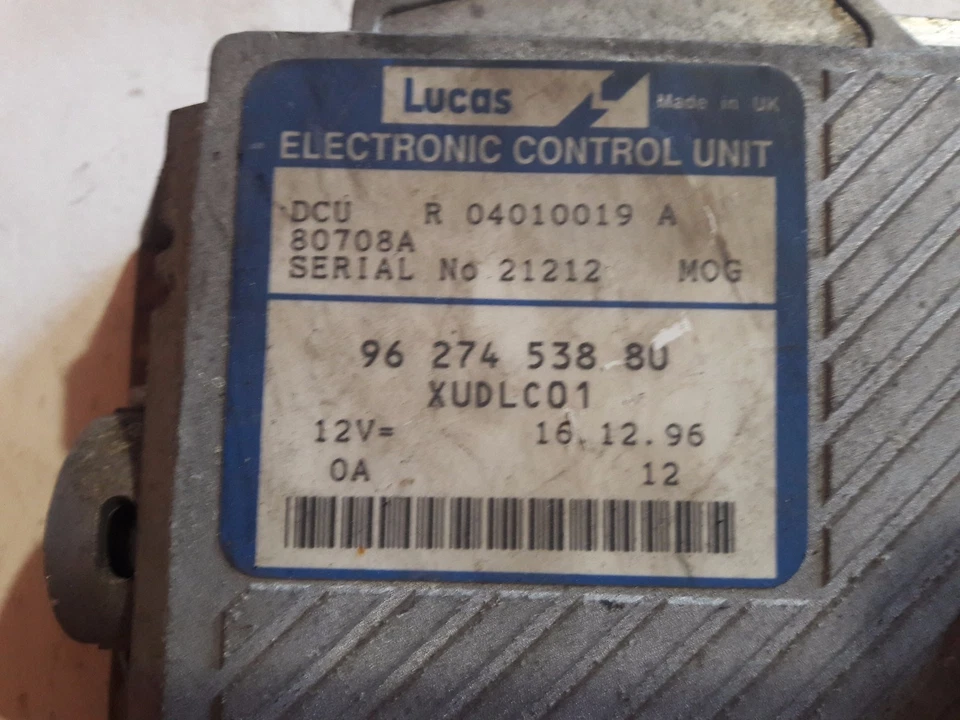 Lucas Made in UK
ELECTRONIC CONTROL UNIT
DCU R 04010019 A
80708A
SERIAL No 21212 MOG
96 274 538 80
XUDLC01
12V= 16.12.96
0A 12